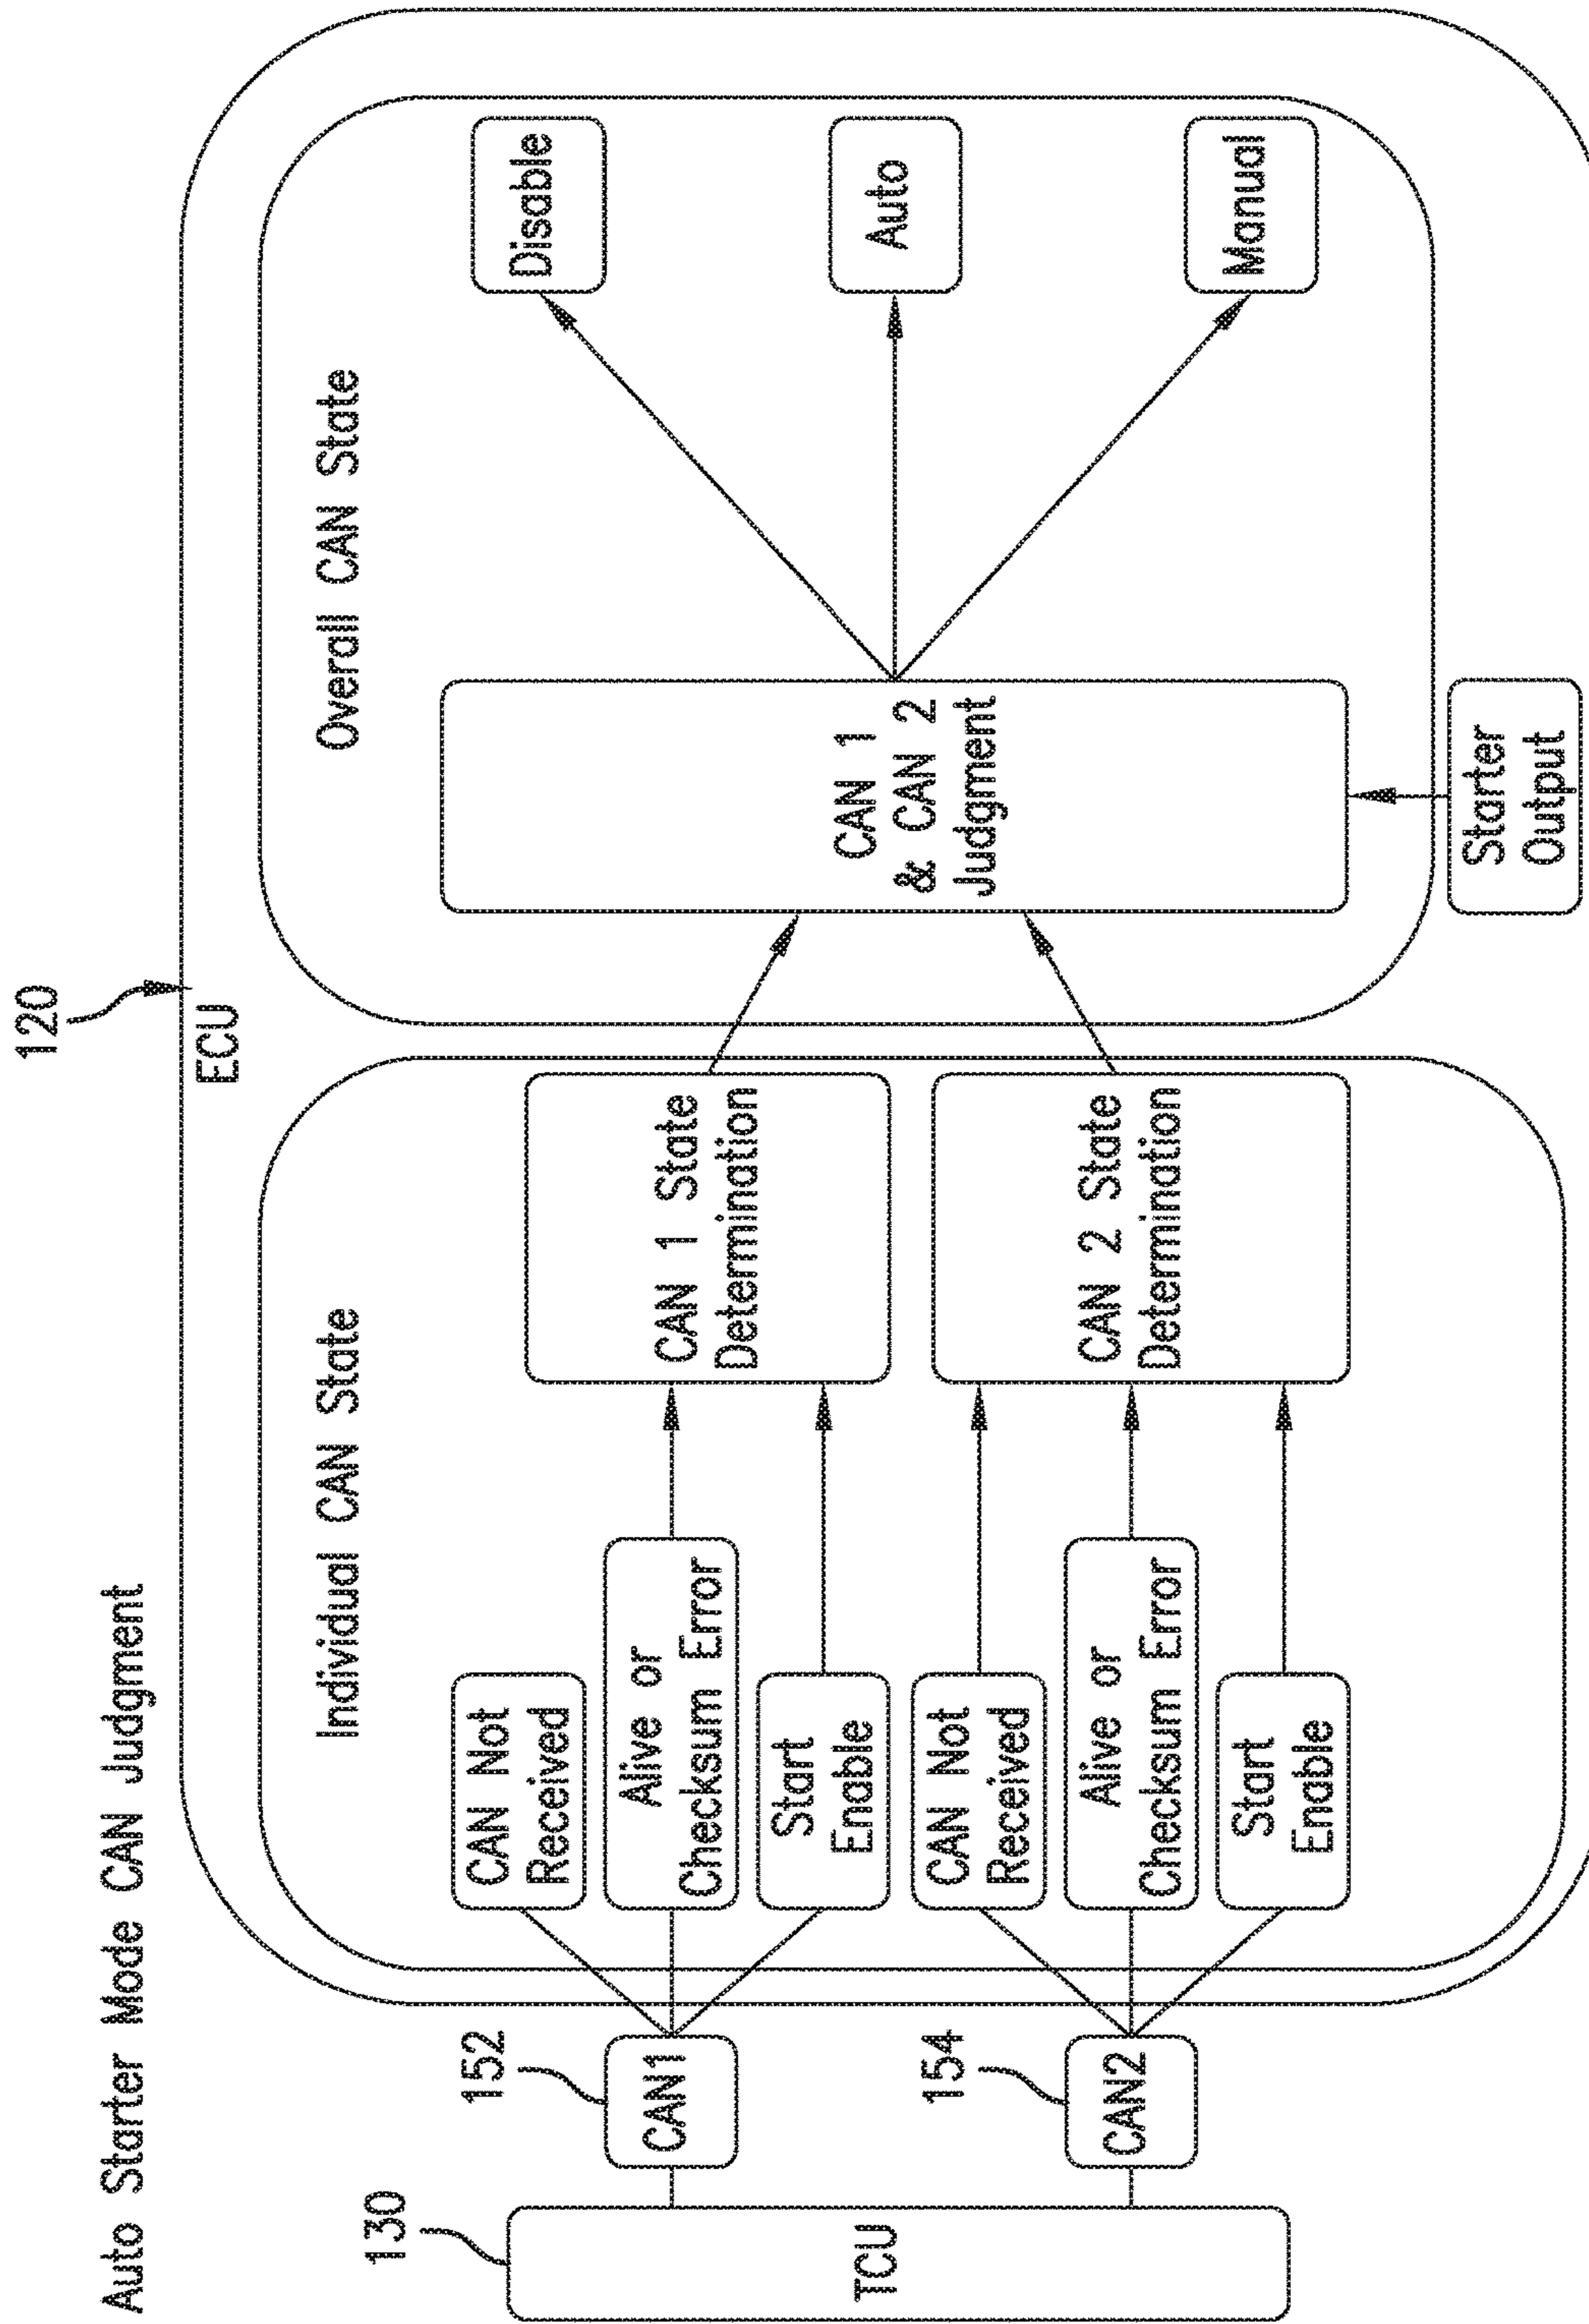 Auto Starter Mode CAN Judgment
120
ECU
130
TCU
152
CAN1
154
CAN2
Individual CAN State
CAN Not
Received
Alive or
Checksum Error
Start
Enable
CAN Not
Received
Alive or
Checksum Error
Start
Enable
CAN 1 State
Determination
CAN 2 State
Determination
Overall CAN State
CAN 1
& CAN 2
Judgment
Starter
Output
Disable
Auto
Manual